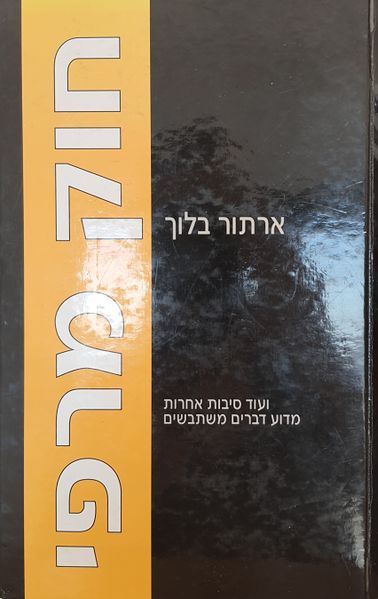 חוק מרפי
ארתור בלוך
ועוד סיבות אחרות
מדוע דברים משתבשים